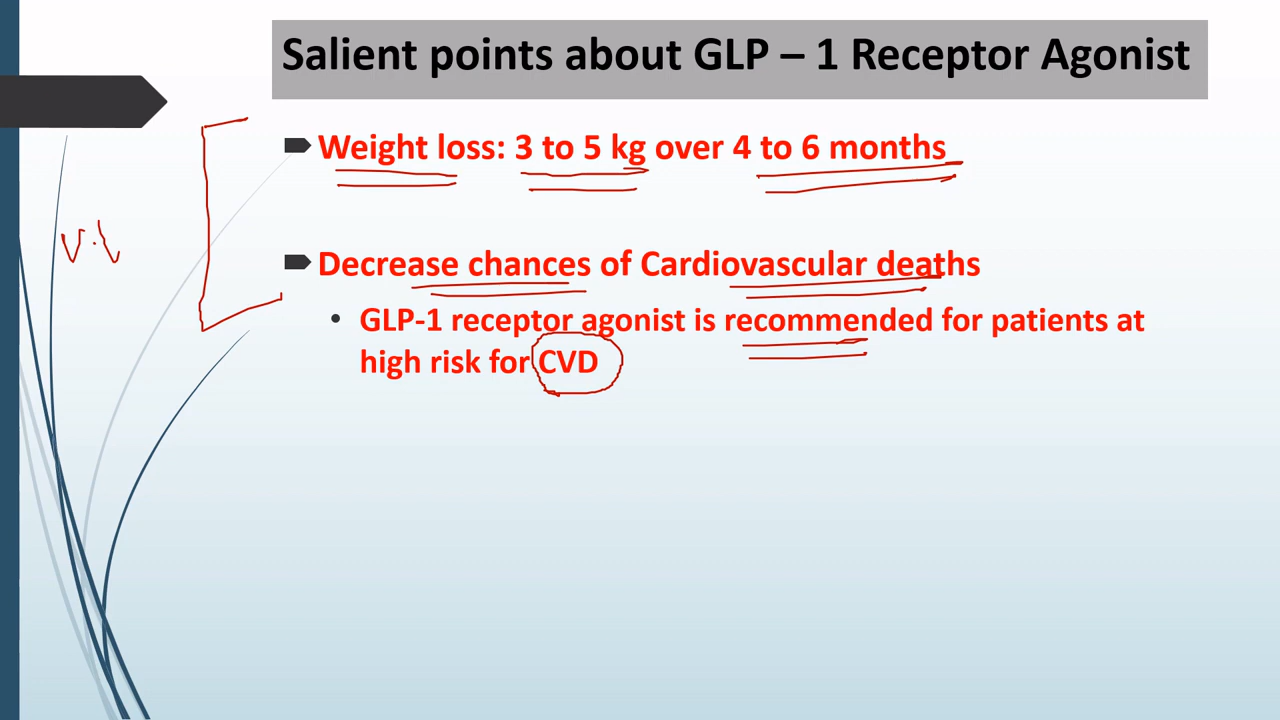 Salient points about GLP – 1 Receptor Agonist
Weight loss: 3 to 5 kg over 4 to 6 months
V.I
Decrease chances of Cardiovascular deaths
• GLP-1 receptor agonist is recommended for patients at
high risk for CVD